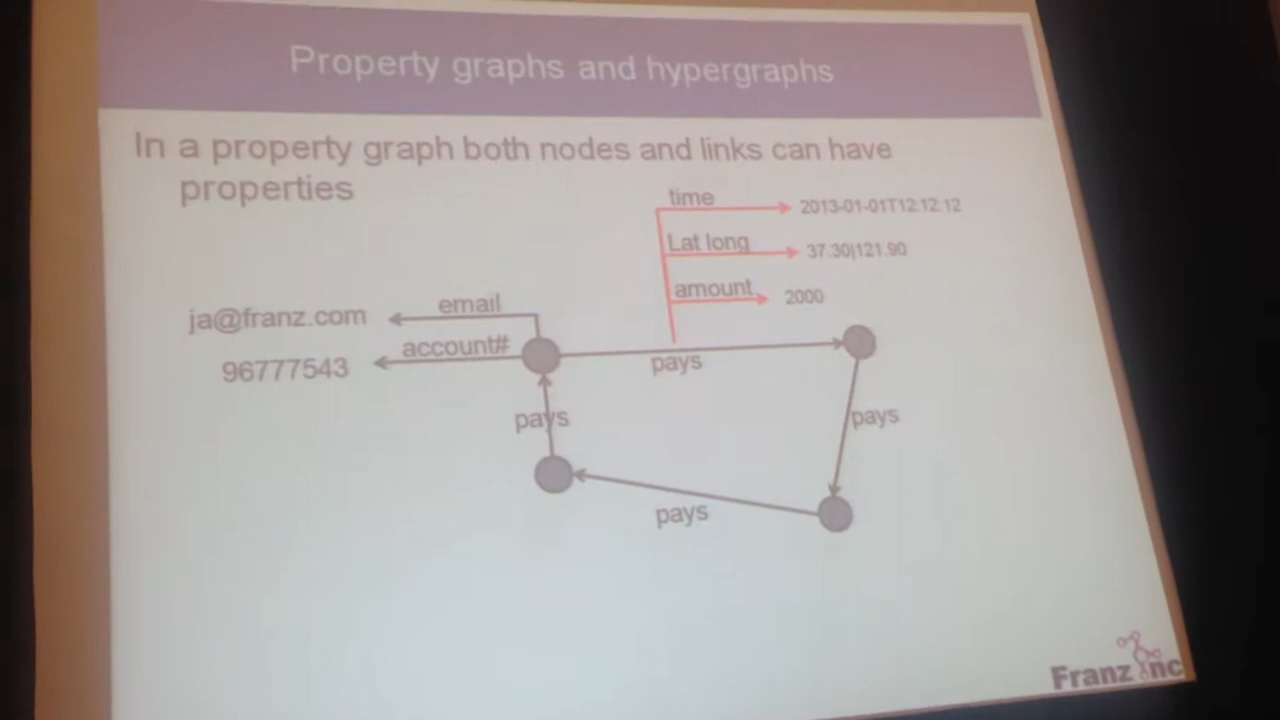 Property graphs and hypergraphs
In a property graph both nodes and links can have
properties
time
2013-01-01T12:12:12
Lat long
37.30|121.90
amount
2000
ja@franz.com
email
96777543
account#
pays
pays
pays
pays
Franz Inc